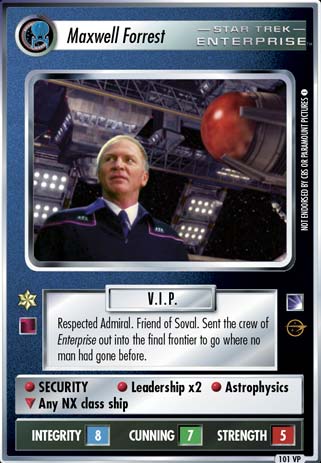 Maxwell Forrest
STAR TREK
ENTERPRISE
NOT ENDORSED BY CBS OR PARAMOUNT PICTURES
V.I.P.
Respected Admiral. Friend of Soval. Sent the crew of
Enterprise out into the final frontier to go where no
man had gone before.
SECURITY Leadership x2 Astrophysics
Any NX class ship
INTEGRITY 8 CUNNING 7 STRENGTH 5
101 VP